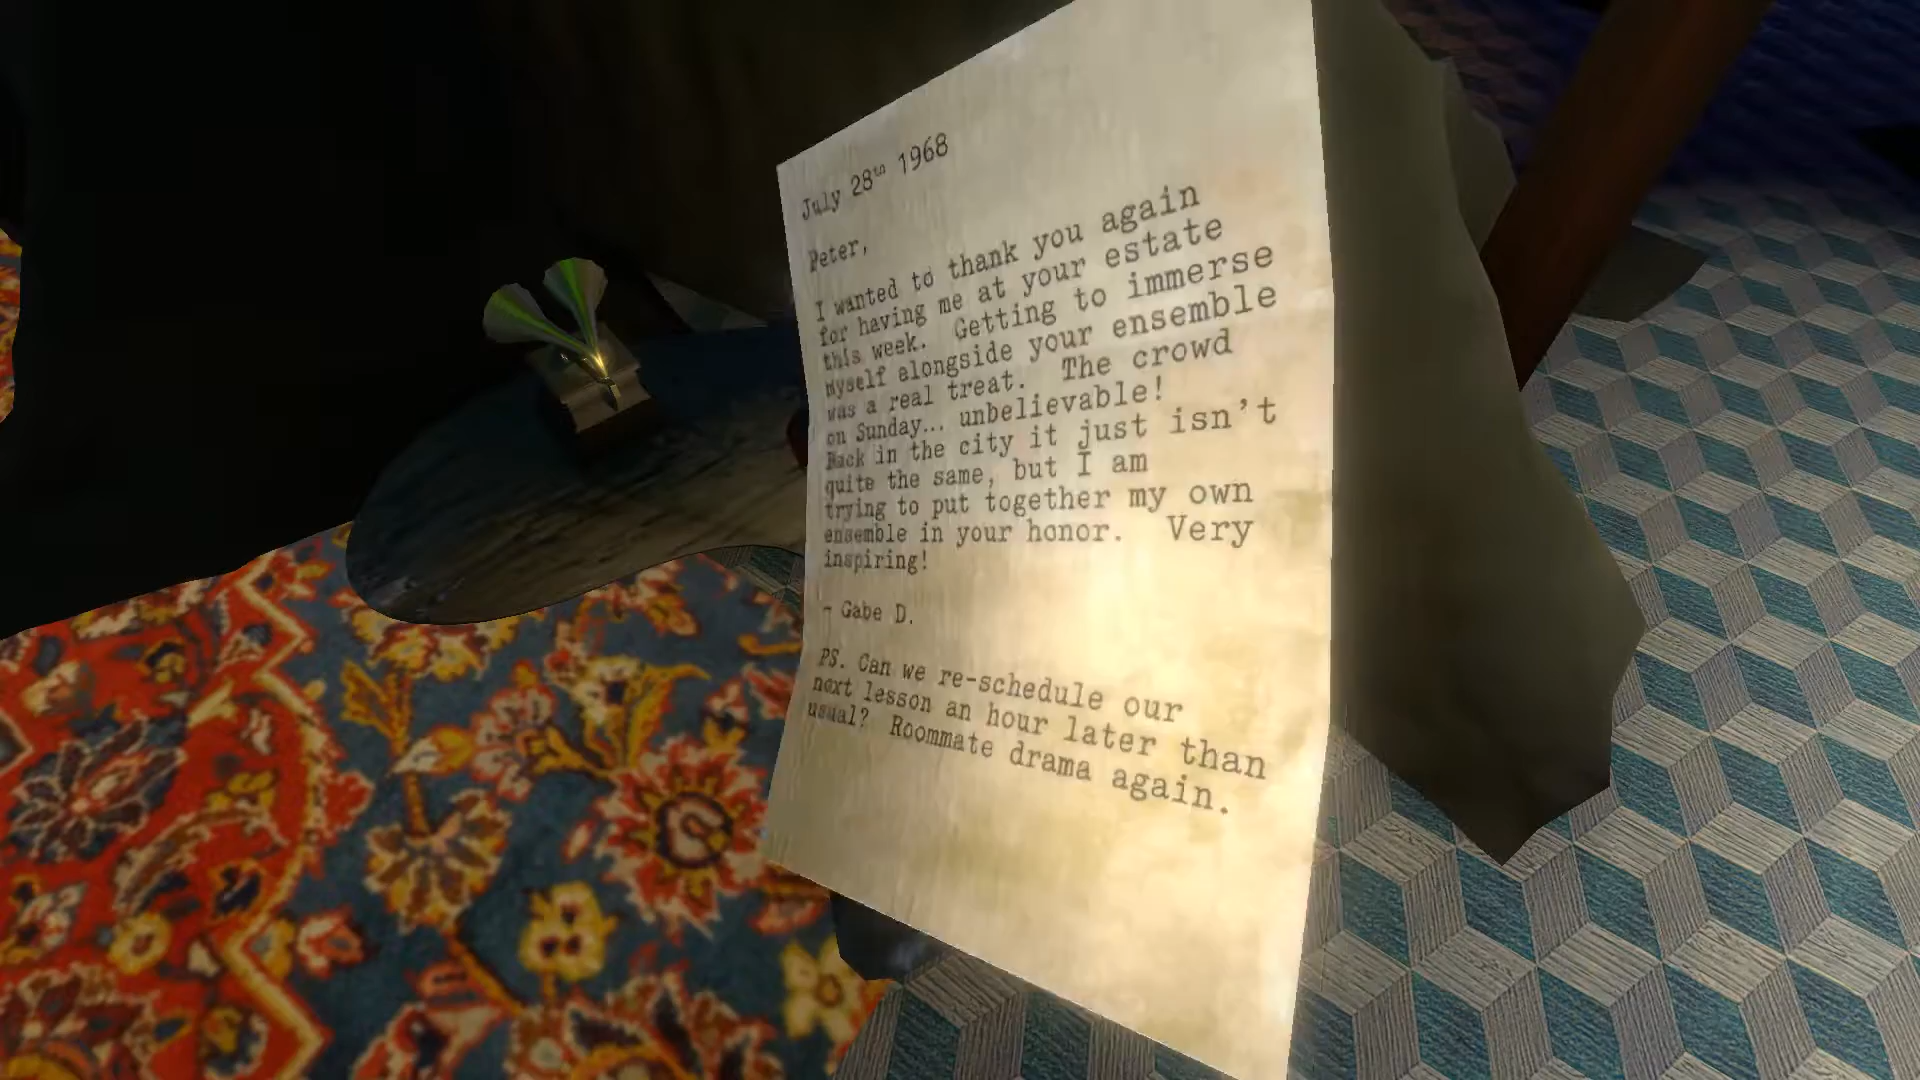 July 28th 1968
Peter,
I wanted to thank you again
for having me at your estate
this week. Getting to immerse
myself alongside your ensemble
was a real treat. The crowd
on Sunday... unbelievable!
Back in the city it just isn't
quite the same, but I am
trying to put together my own
ensemble in your honor. Very
inspiring!
- Gabe D.
PS. Can we re-schedule our
next lesson an hour later than
usual? Roommate drama again.